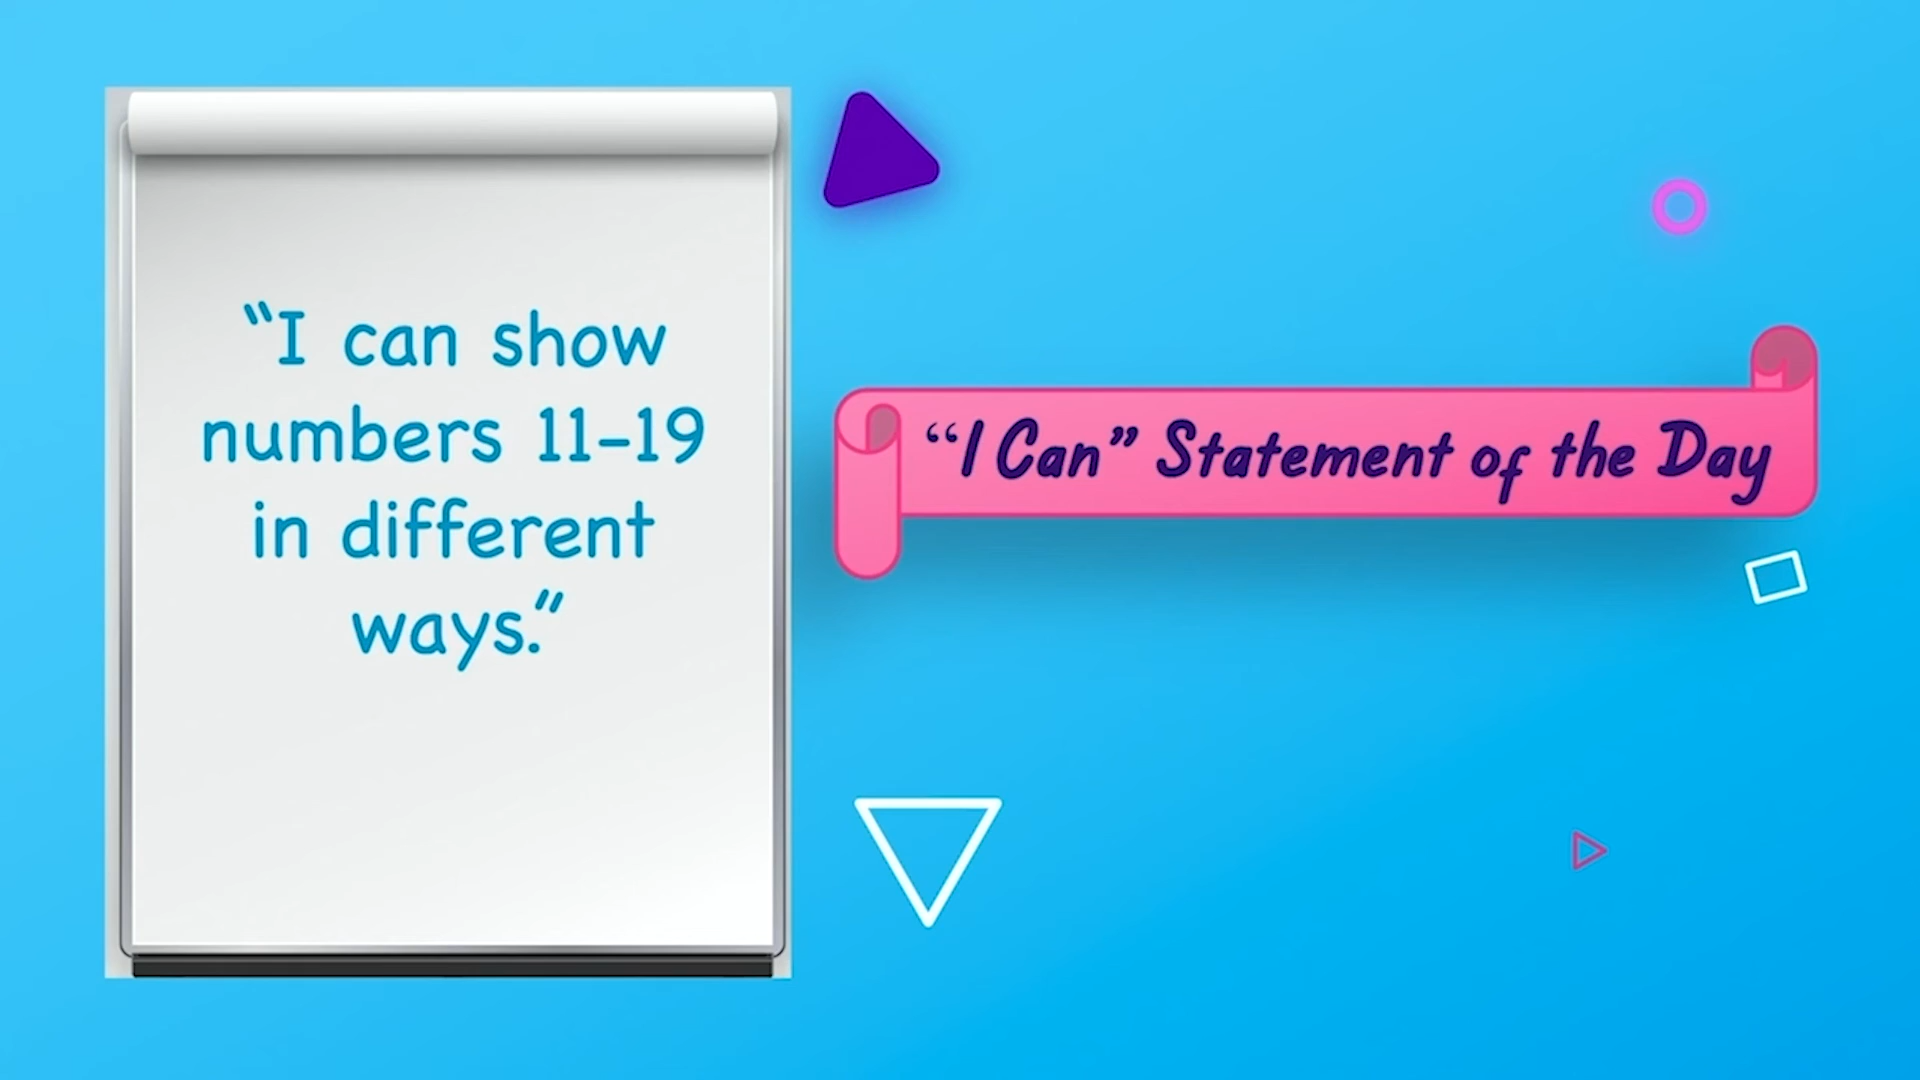 “I can show
numbers 11-19
in different
ways.”
“I Can” Statement of the Day